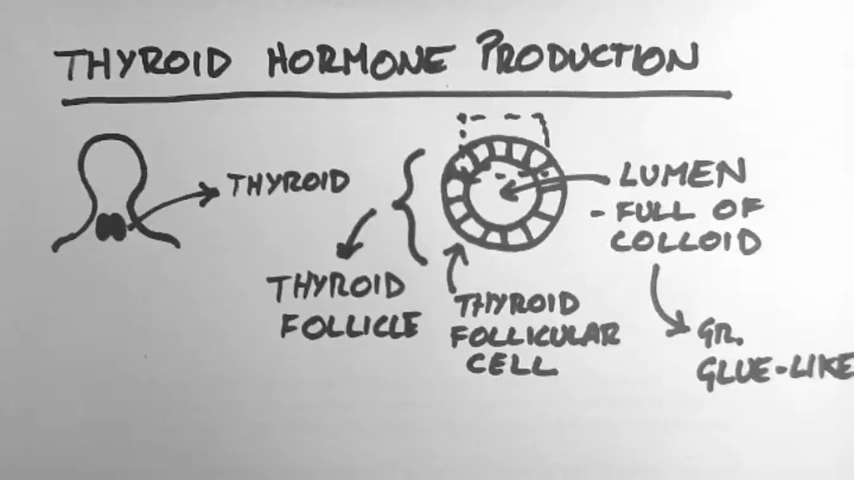 THYROID HORMONE PRODUCTION
THYROID
LUMEN
- FULL OF
COLLOID
THYROID
FOLLICLE
THYROID
FOLLICULAR
CELL
GR.
GLUE-LIKE